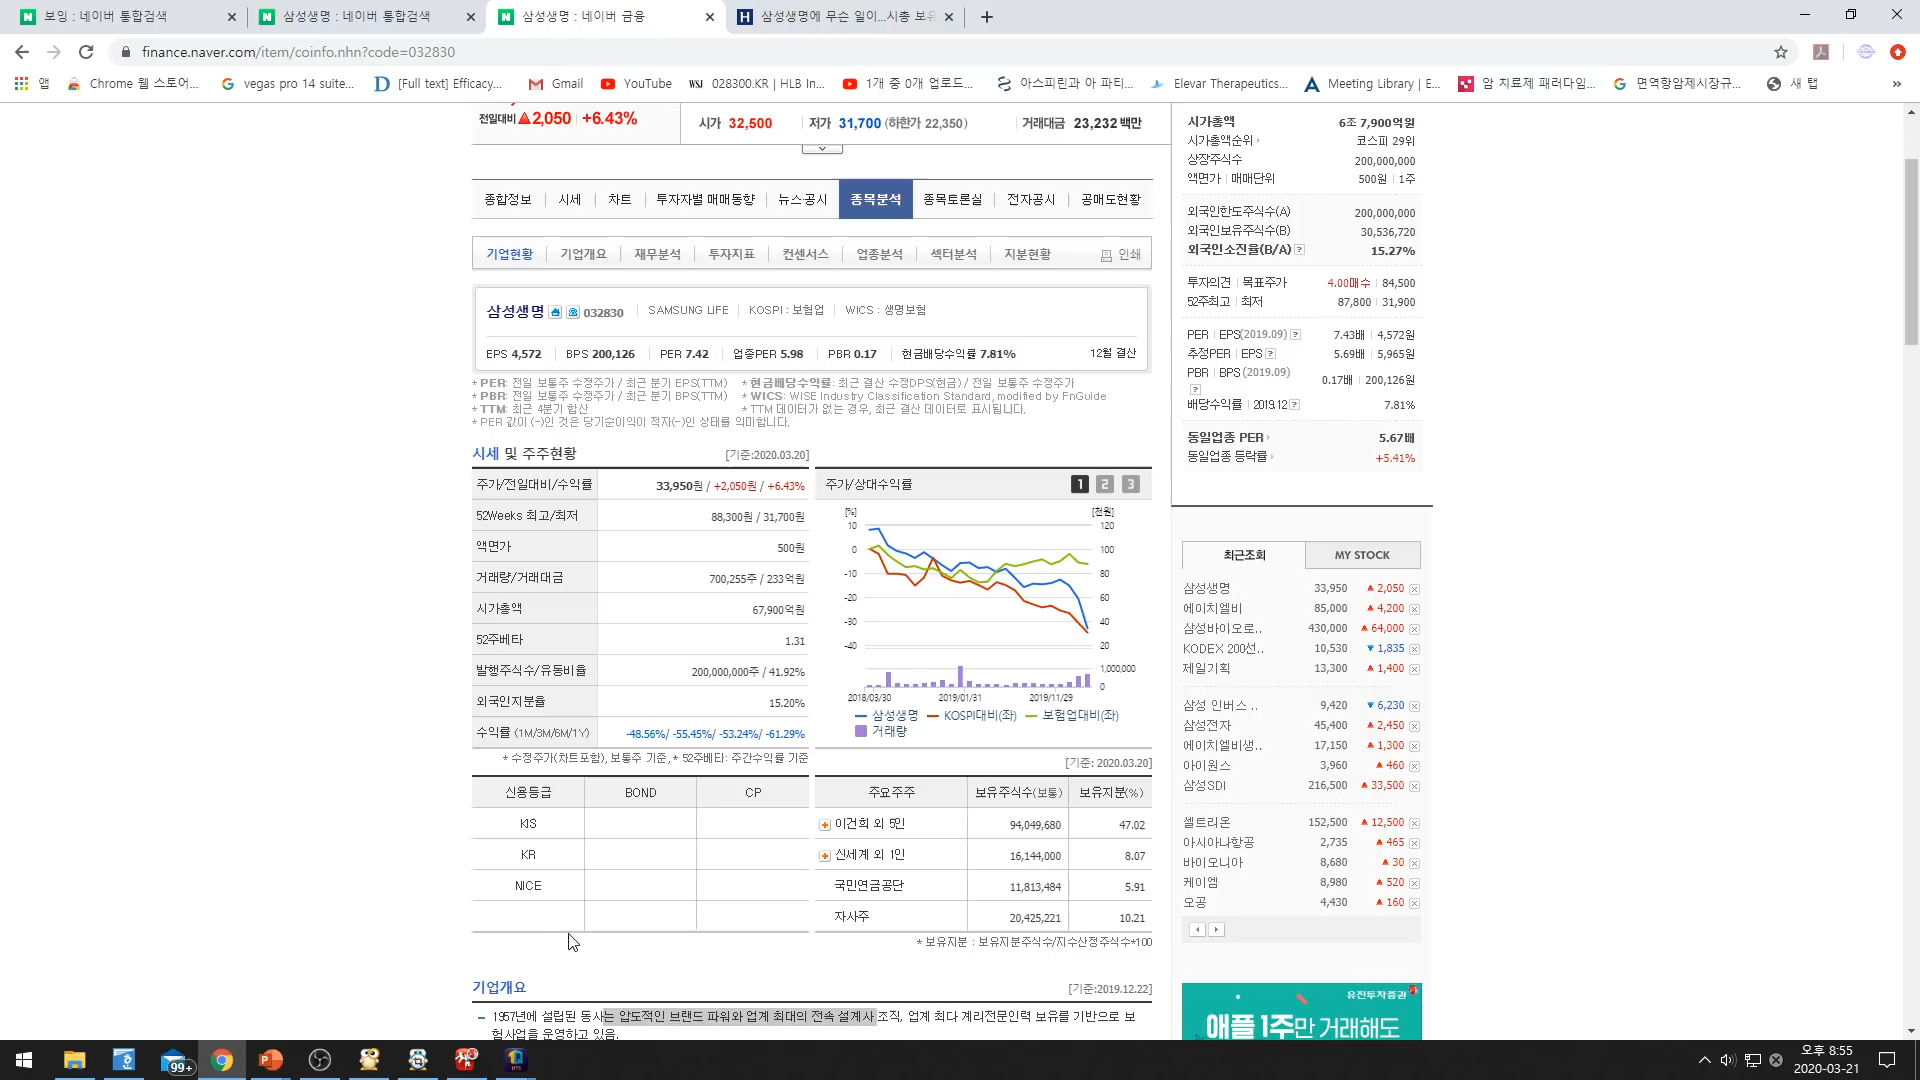 보잉 : 네이버 통합검색
삼성생명 : 네이버 통합검색
삼성생명 : 네이버 금융
삼성생명에 무슨 일이...시총 보유
finance.naver.com/item/coinfo.nhn?code=032830
앱
Chrome 웹 스토어...
vegas pro 14 suite...
[Full text] Efficacy...
Gmail
YouTube
WSJ 028300.KR | HLB In...
1개 중 0개 업로드...
아스피린과 아 파티...
Elevar Therapeutics...
Meeting Library | E...
암 치료제 패러다임...
면역항암제시장규...
새 탭
»
전일대비 ▲2,050 +6.43%
시가 32,500 저가 31,700 (하한가 22,350) 거래대금 23,232 백만
종합정보 시세 차트 투자자별 매매동향 뉴스·공시 종목분석 종목토론실 전자공시 공매도현황
기업현황 기업개요 재무분석 투자지표 컨센서스 업종분석 섹터분석 지분현황 인쇄
삼성생명 032830 SAMSUNG LIFE KOSPI : 보험업 WICS : 생명보험
EPS 4,572 BPS 200,126 PER 7.42 업종PER 5.98 PBR 0.17 현금배당수익률 7.81% 12월 결산
* PER: 전일 보통주 수정주가 / 최근 분기 EPS(TTM) * 현금배당수익률: 최근 결산 수정DPS(현금) / 전일 보통주 수정주가
* PBR: 전일 보통주 수정주가 / 최근 분기 BPS(TTM) * WICS: WISE Industry Classification Standard, modified by FnGuide
* TTM: 최근 4분기 합산 * TTM 데이터가 없는 경우, 최근 결산 데이터로 표시됩니다.
* PER 값이 (-)인 것은 당기순이익이 적자(-)인 상태를 의미합니다.
시세 및 주주현황 [기준:2020.03.20]
주가/전일대비/수익률 33,950원 / +2,050원 / +6.43%
52Weeks 최고/최저 88,300원 / 31,700원
액면가 500원
거래량/거래대금 700,255주 / 233억원
시가총액 67,900억원
52주베타 1.31
발행주식수/유동비율 200,000,000주 / 41.92%
외국인지분율 15.20%
수익률 (1M/3M/6M/1Y) -48.56%/ -55.45%/ -53.24%/ -61.29%
* 수정주가(차트포함), 보통주 기준, * 52주베타: 주간수익률 기준
주가/상대수익률 1 2 3
[%] [천원]
10 120
0 100
-10 80
-20 60
-30 40
-40 20
1,000,000
0
2018/03/30 2019/01/31 2019/11/29
삼성생명 KOSPI대비(좌) 보험업대비(좌)
거래량
[기준: 2020.03.20]
신용등급 BOND CP
KIS
KR
NICE
주요주주 보유주식수(보통) 보유지분(%)
이건희 외 5인 94,049,680 47.02
신세계 외 1인 16,144,000 8.07
국민연금공단 11,813,484 5.91
자사주 20,425,221 10.21
* 보유지분 : 보유지분주식수/지수산정주식수*100
기업개요 [기준:2019.12.22]
1957년에 설립된 동사는 압도적인 브랜드 파워와 업계 최대의 전속 설계사 조직, 업계 최다 계리전문인력 보유를 기반으로 보
험사업을 운영하고 있음.
시가총액 6조 7,900억원
시가총액순위 코스피 29위
상장주식수 200,000,000
액면가 매매단위 500원 1주
외국인한도주식수(A) 200,000,000
외국인보유주식수(B) 30,536,720
외국인소진율(B/A) ? 15.27%
투자의견 목표주가 4.00매수 84,500
52주최고 최저 87,800 31,900
PER EPS(2019.09) ? 7.43배 4,572원
추정PER EPS ? 5.69배 5,965원
PBR BPS (2019.09) ? 0.17배 200,126원
배당수익률 2019.12 ? 7.81%
동일업종 PER 5.67배
동일업종 등락률 +5.41%
최근조회 MY STOCK
삼성생명 33,950 ▲ 2,050
에이치엘비 85,000 ▲ 4,200
삼성바이오로.. 430,000 ▲ 64,000
KODEX 200선.. 10,530 ▼ 1,835
제일기획 13,300 ▲ 1,400
삼성 인버스 .. 9,420 ▼ 6,230
삼성전자 45,400 ▲ 2,450
에이치엘비생.. 17,150 ▲ 1,300
아이원스 3,960 ▲ 460
삼성SDI 216,500 ▲ 33,500
셀트리온 152,500 ▲ 12,500
아시아나항공 2,735 ▲ 465
바이오니아 8,680 ▲ 30
케이엠 8,980 ▲ 520
오공 4,430 ▲ 160
유진투자증권
애플 1주만 거래해도
99+
오후 8:55
2020-03-21